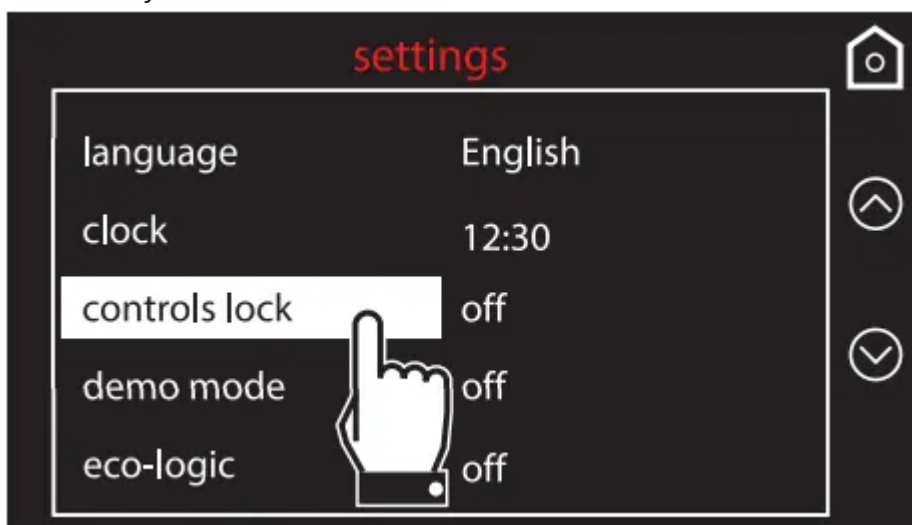 settings
language English
clock 12:30
controls lock off
demo mode off
eco-logic off